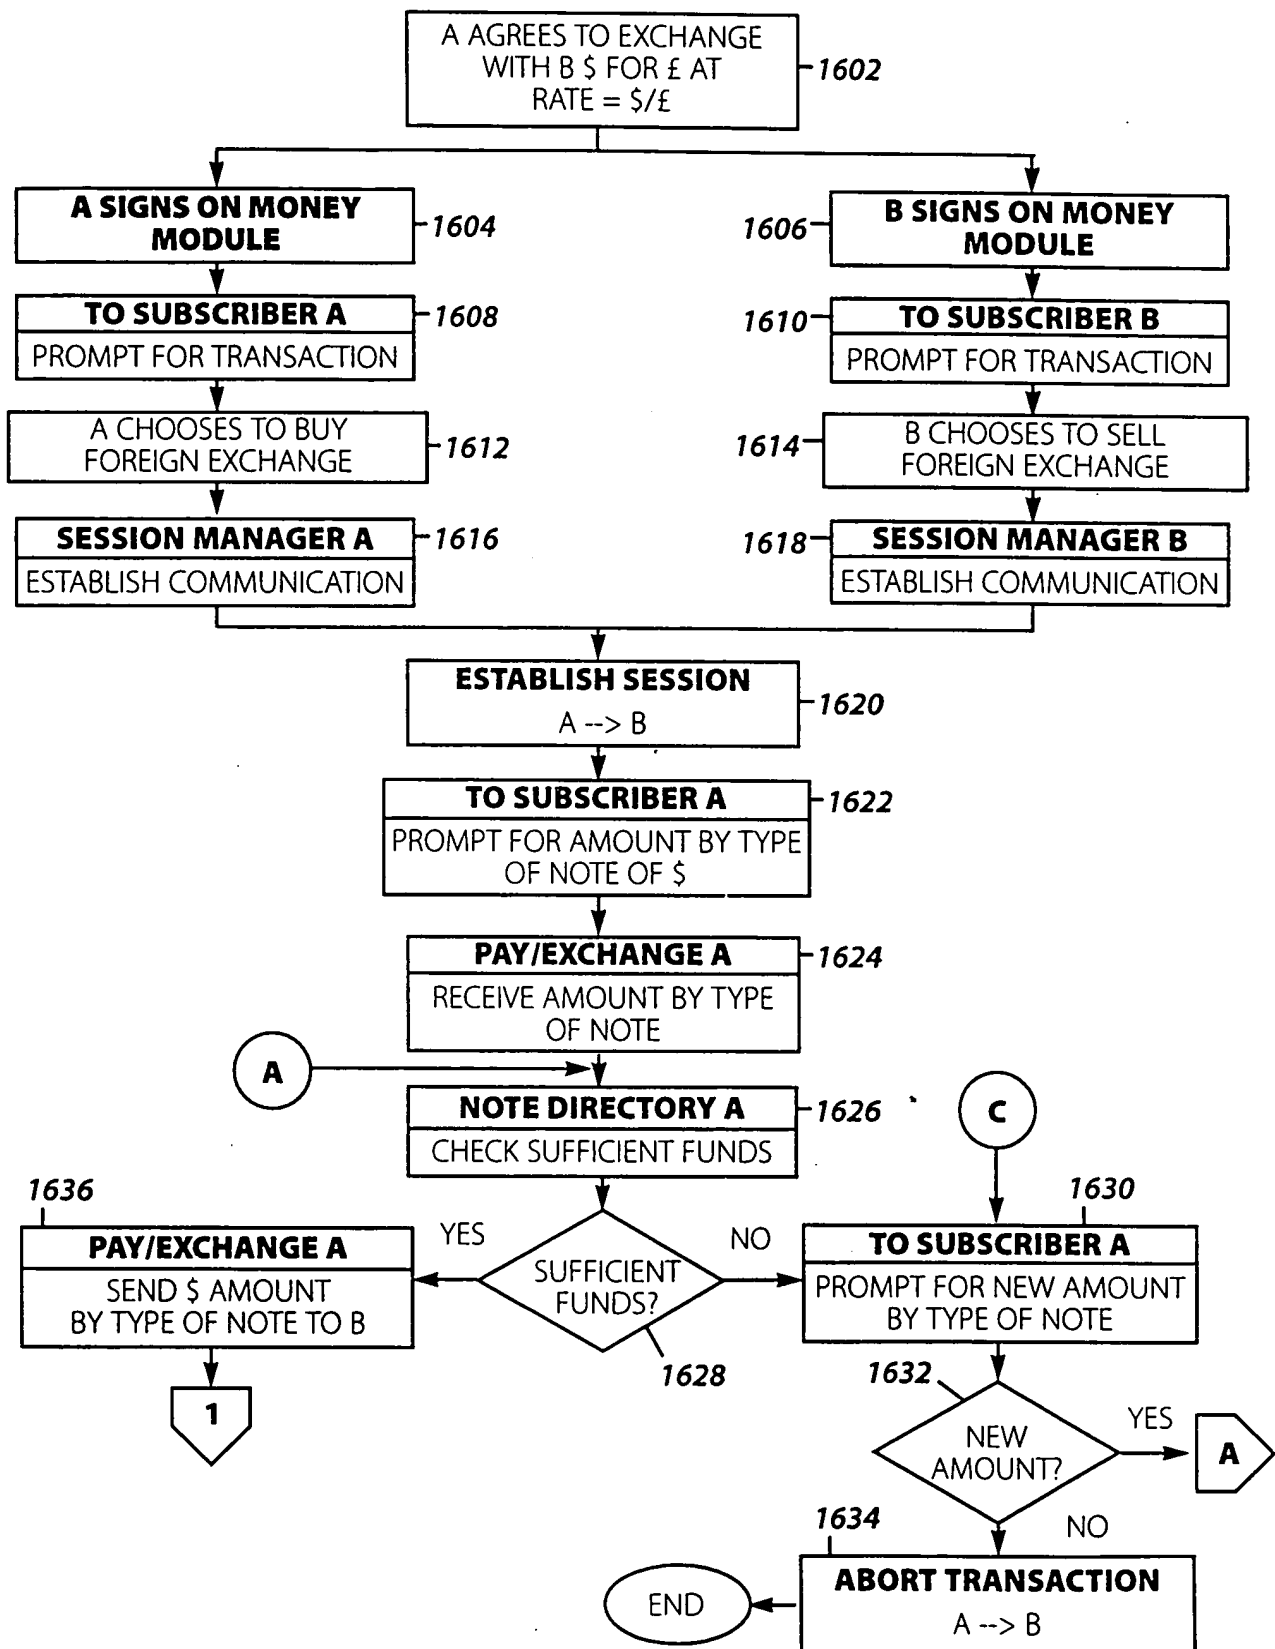 A AGREES TO EXCHANGE
WITH B $ FOR £ AT
RATE = $/£
1602
A SIGNS ON MONEY
MODULE
1604
1606
B SIGNS ON MONEY
MODULE
TO SUBSCRIBER A
1608
PROMPT FOR TRANSACTION
1610
TO SUBSCRIBER B
PROMPT FOR TRANSACTION
A CHOOSES TO BUY
FOREIGN EXCHANGE
1612
1614
B CHOOSES TO SELL
FOREIGN EXCHANGE
SESSION MANAGER A
1616
ESTABLISH COMMUNICATION
1618
SESSION MANAGER B
ESTABLISH COMMUNICATION
ESTABLISH SESSION
A --> B
1620
TO SUBSCRIBER A
1622
PROMPT FOR AMOUNT BY TYPE
OF NOTE OF $
PAY/EXCHANGE A
1624
RECEIVE AMOUNT BY TYPE
OF NOTE
A
NOTE DIRECTORY A
1626
CHECK SUFFICIENT FUNDS
C
1636
PAY/EXCHANGE A
SEND $ AMOUNT
BY TYPE OF NOTE TO B
YES
SUFFICIENT
FUNDS?
NO
1628
1630
TO SUBSCRIBER A
PROMPT FOR NEW AMOUNT
BY TYPE OF NOTE
1
1632
NEW
AMOUNT?
YES
A
NO
1634
ABORT TRANSACTION
A --> B
END